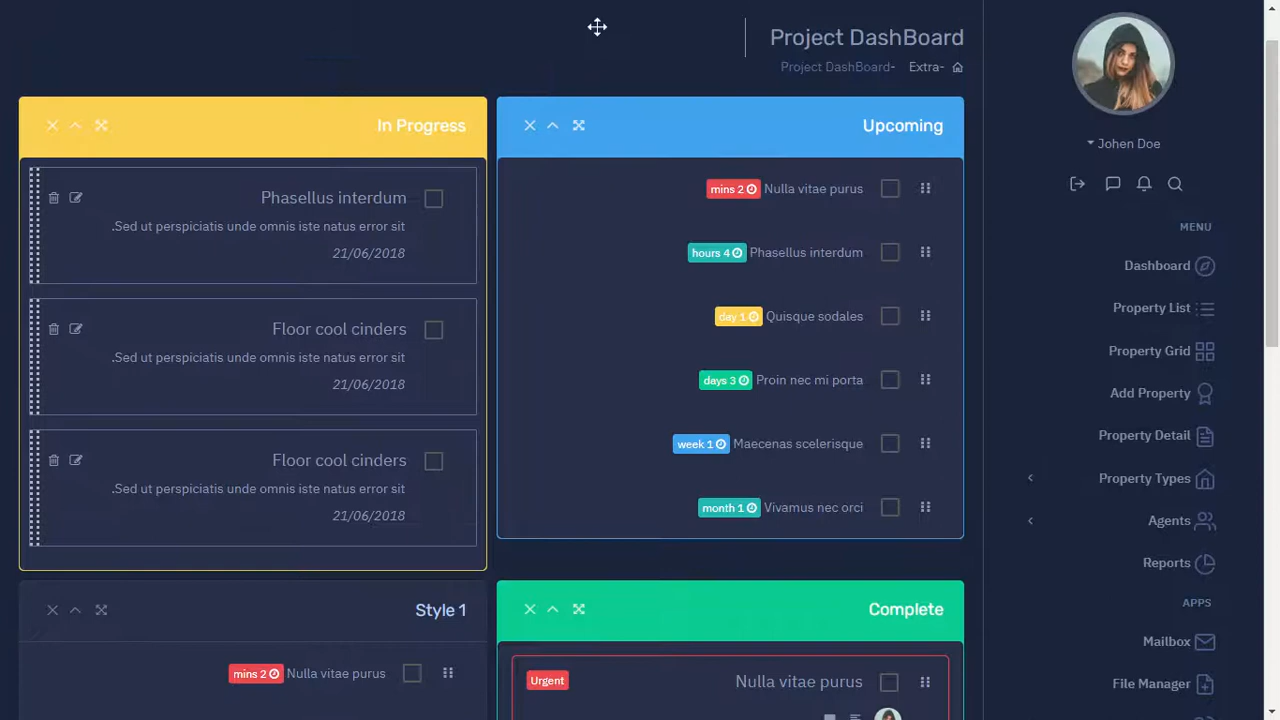 Project DashBoard
Project DashBoard- Extra-
In Progress
Phasellus interdum
.Sed ut perspiciatis unde omnis iste natus error sit
21/06/2018
Floor cool cinders
.Sed ut perspiciatis unde omnis iste natus error sit
21/06/2018
Floor cool cinders
.Sed ut perspiciatis unde omnis iste natus error sit
21/06/2018
Upcoming
mins 2 Nulla vitae purus
hours 4 Phasellus interdum
day 1 Quisque sodales
days 3 Proin nec mi porta
week 1 Maecenas scelerisque
month 1 Vivamus nec orci
Style 1
mins 2 Nulla vitae purus
Complete
Urgent Nulla vitae purus
Johen Doe
MENU
Dashboard
Property List
Property Grid
Add Property
Property Detail
Property Types
Agents
Reports
APPS
Mailbox
File Manager